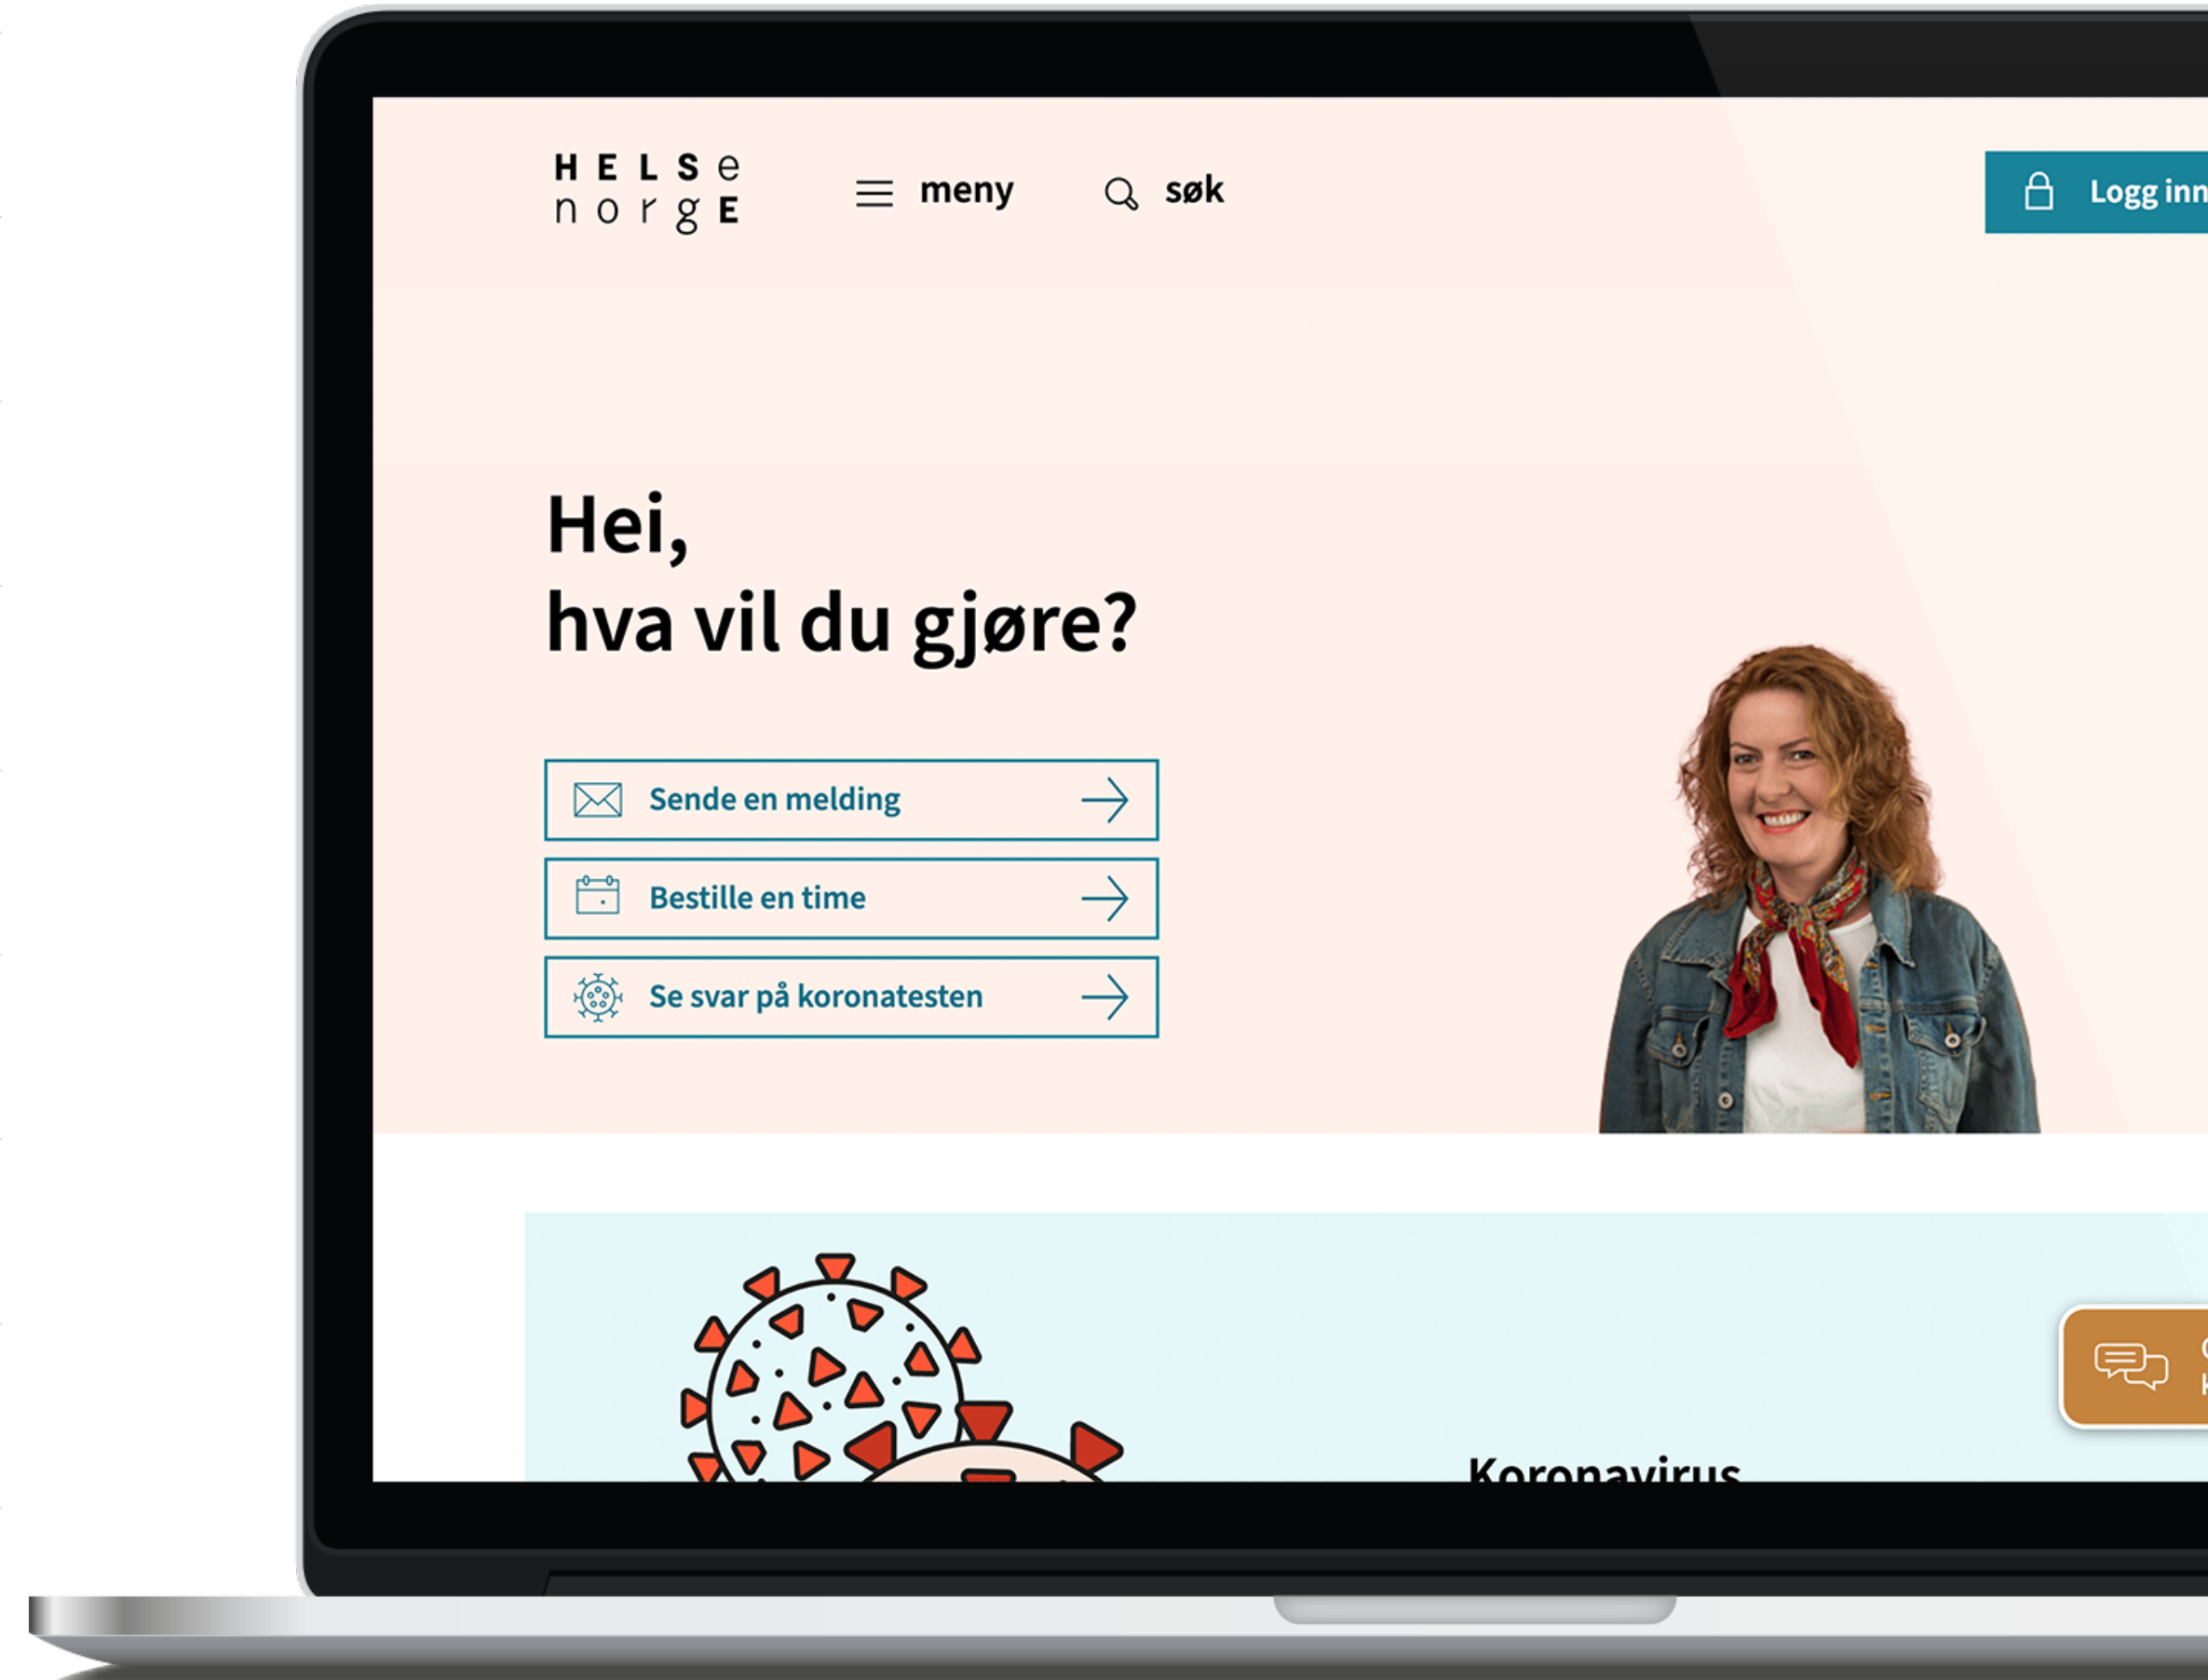 HELSe
norgE
meny
søk
Logg inn
Hei,
hva vil du gjøre?
Sende en melding
Bestille en time
Se svar på koronatesten
Koronavirus